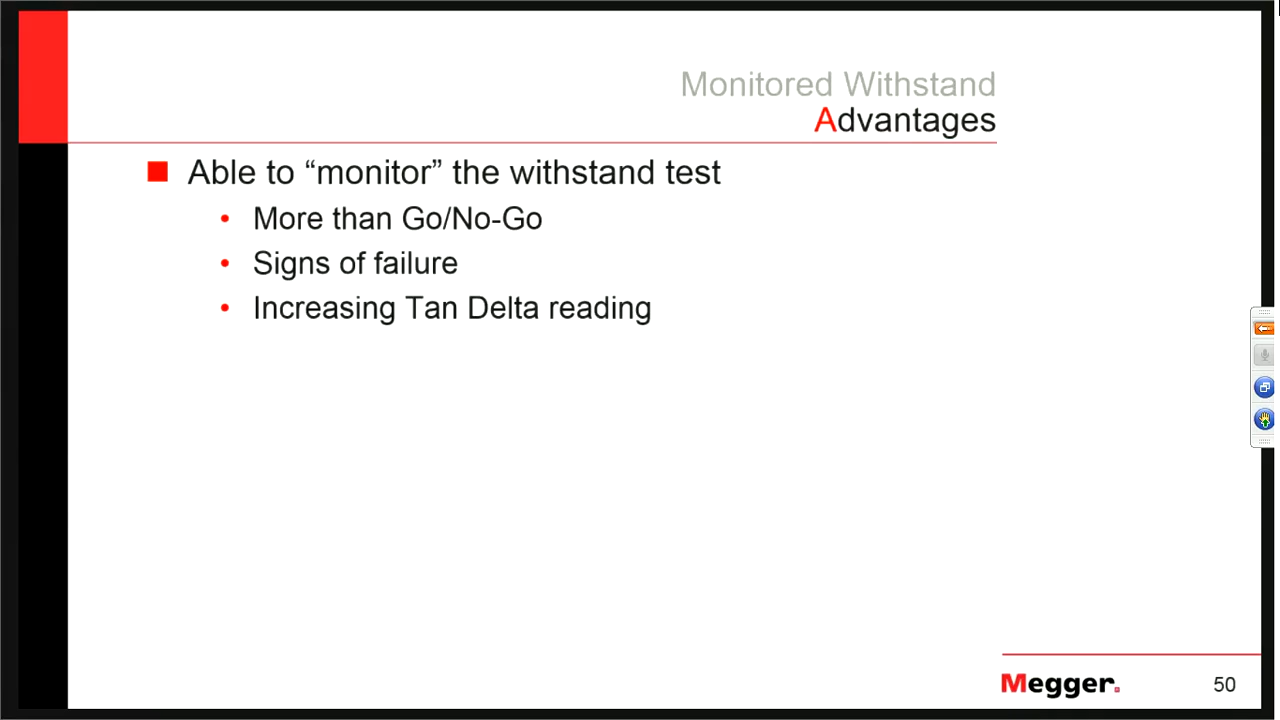 Monitored Withstand
Advantages
Able to “monitor” the withstand test
More than Go/No-Go
Signs of failure
Increasing Tan Delta reading
Megger.
50